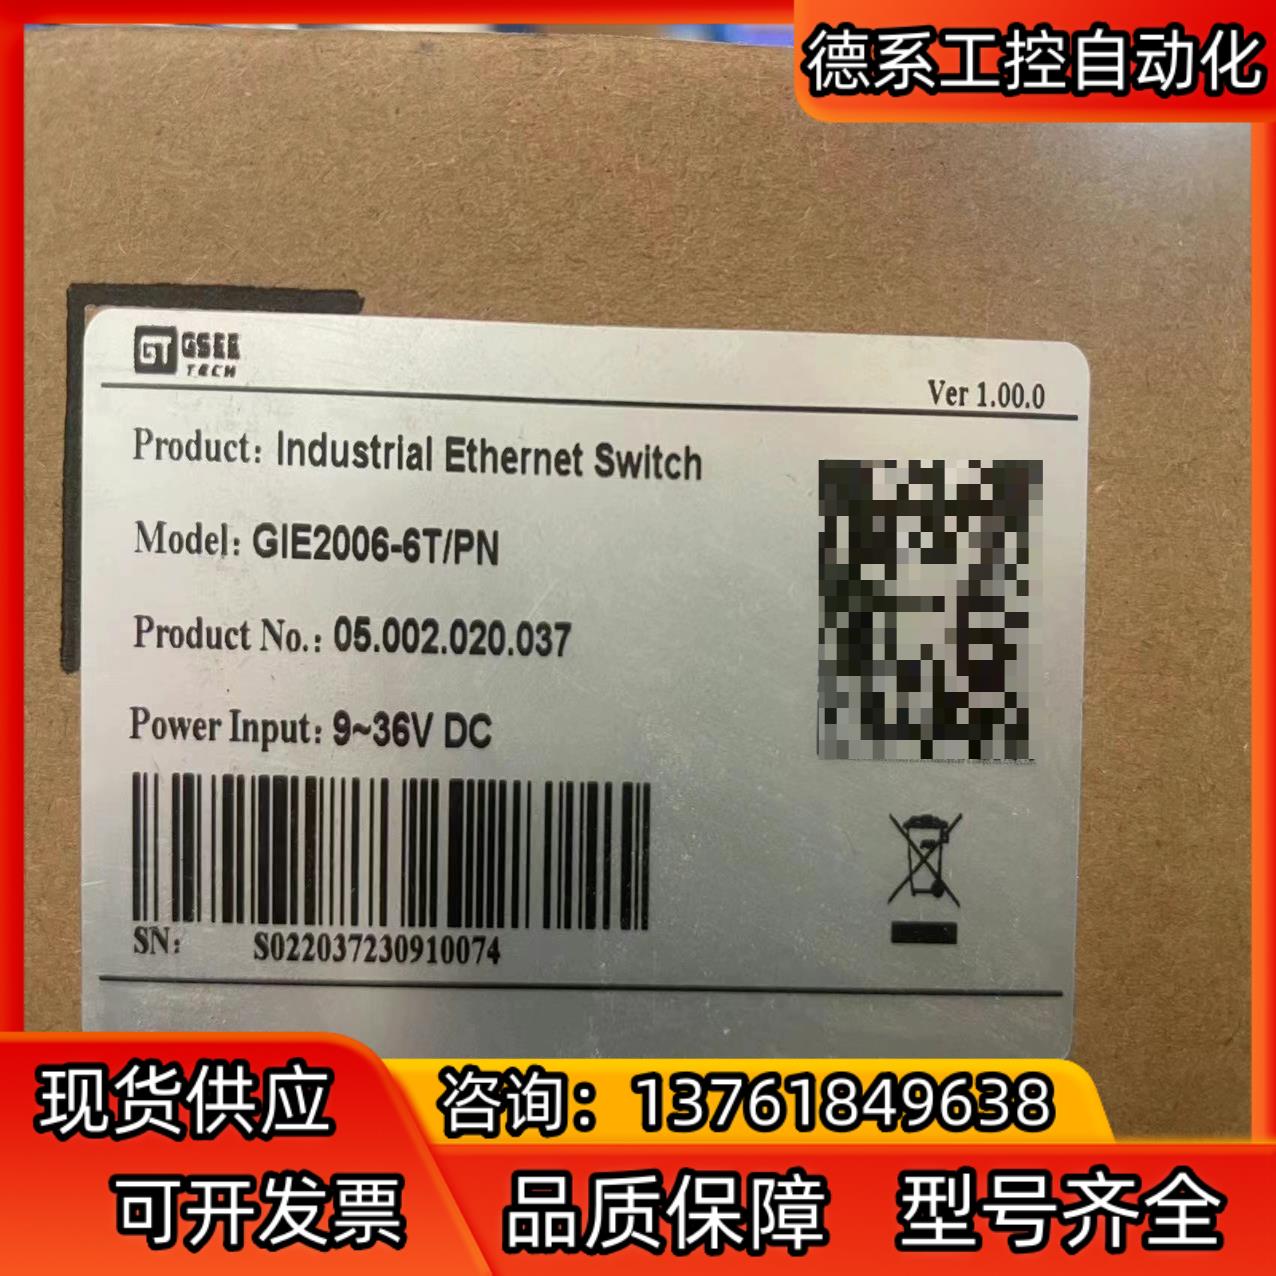 德系工控自动化
GT GSEE
TECH
Ver 1.00.0
Product: Industrial Ethernet Switch
Model: GIE2006-6T/PN
Product No.: 05.002.020.037
Power Input: 9~36V DC
SN: S022037230910074
现货供应
咨询：13761849638
可开发票
品质保障 型号齐全